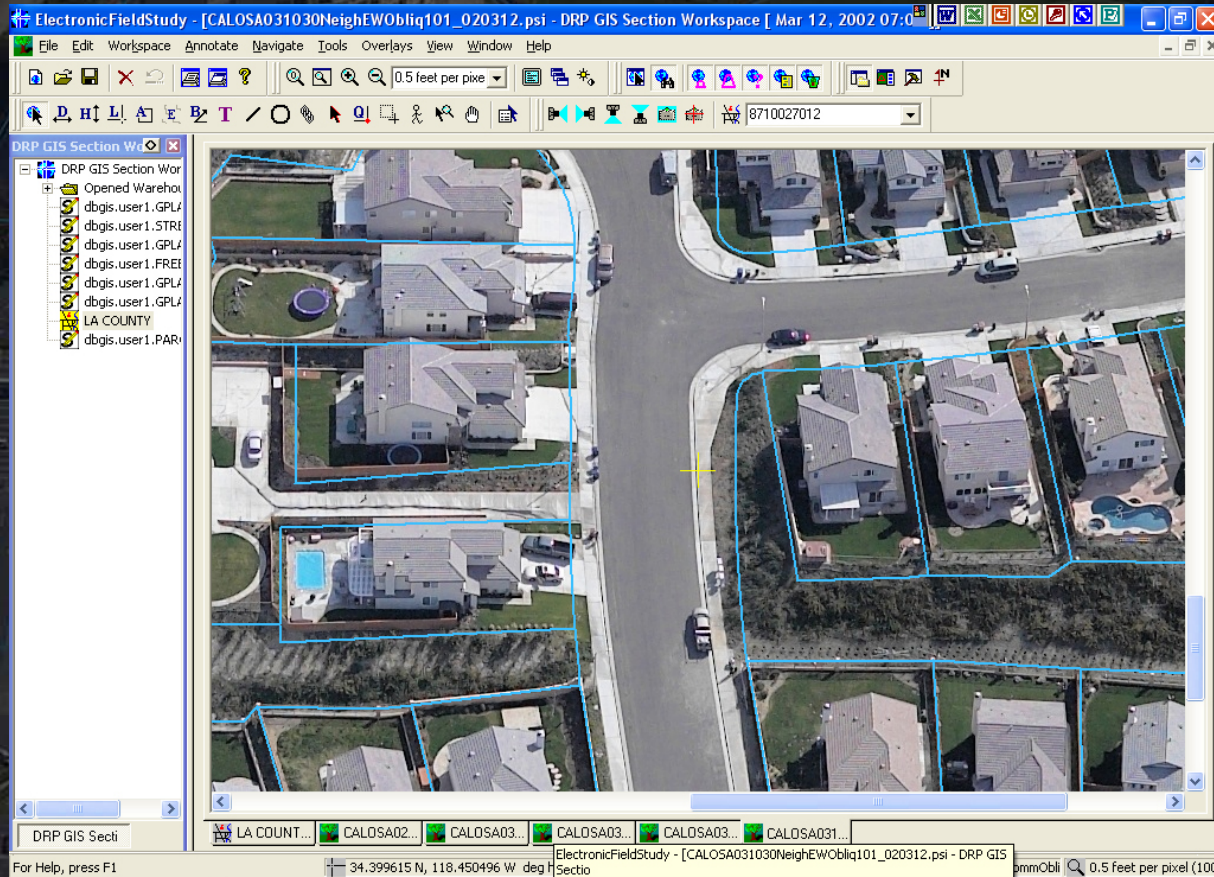 ElectronicFieldStudy - [CALOSA031030NeighEWObliq101_020312.psi - DRP GIS Section Workspace [ Mar 12, 2002 07:0
File Edit Workspace Annotate Navigate Tools Overlays View Window Help
0.5 feet per pixe
8710027012
DRP GIS Section Wo
DRP GIS Section Wor
Opened Warehou
dbgis.user1.GPLA
dbgis.user1.STRE
dbgis.user1.GPLA
dbgis.user1.FREE
dbgis.user1.GPLA
dbgis.user1.GPLA
LA COUNTY
dbgis.user1.PAR
DRP GIS Secti
LA COUNT... CALOSA02... CALOSA03... CALOSA03... CALOSA03... CALOSA031...
For Help, press F1 34.399615 N, 118.450496 W deg ommObli 0.5 feet per pixel (100
ElectronicFieldStudy - [CALOSA031030NeighEWObliq101_020312.psi - DRP GIS
Sectio